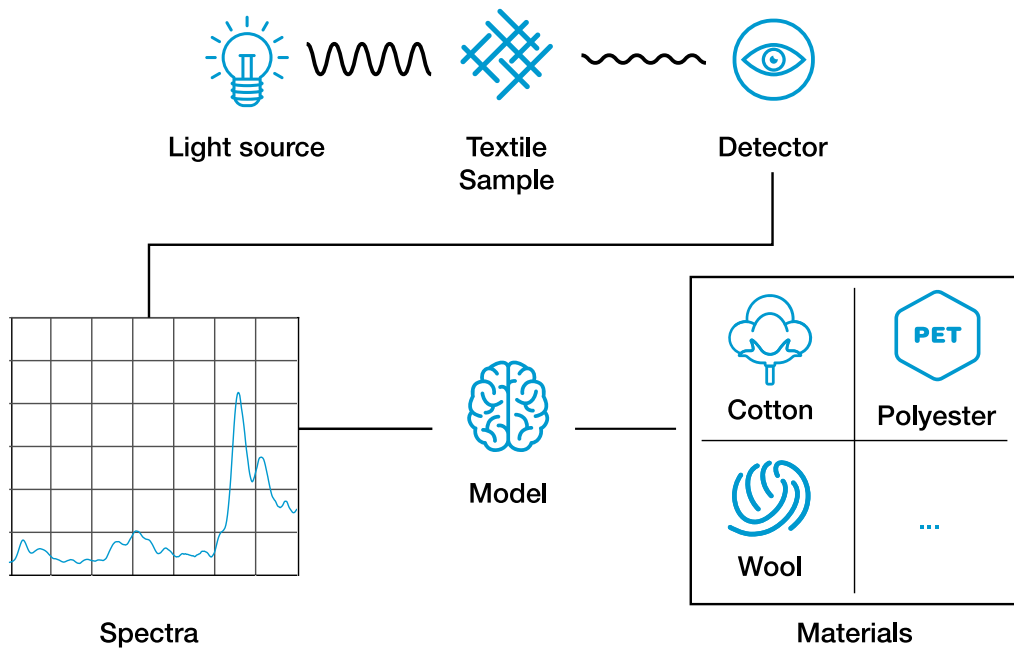 Light source
Textile
Sample
Detector
PET
Cotton
Polyester
Model
Wool
...
Spectra
Materials